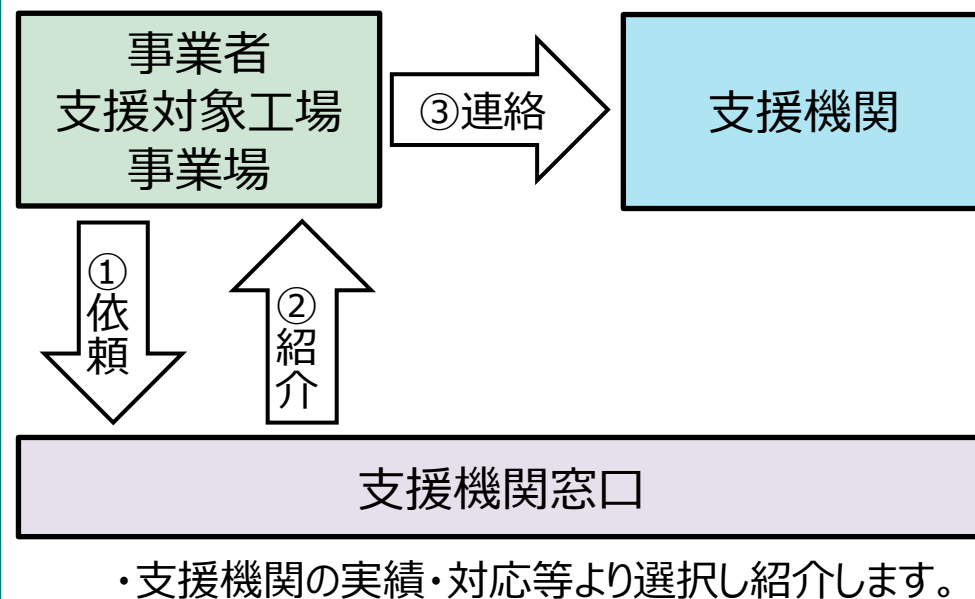 事業者
支援対象工場
事業場
③連絡
支援機関
①依頼
②紹介
支援機関窓口
・支援機関の実績・対応等より選択し紹介します。